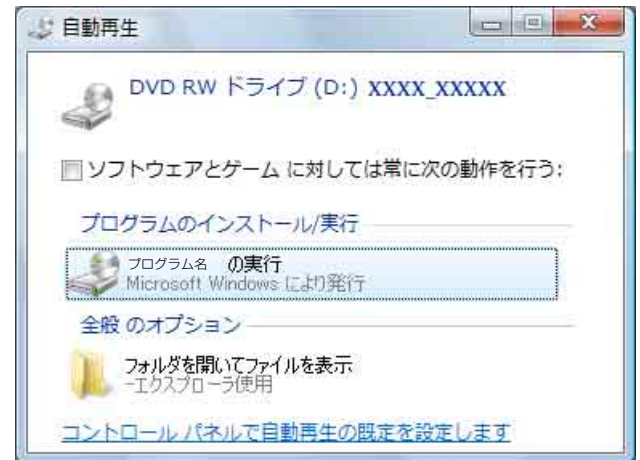 自動再生
DVD RW ドライブ (D:) XXXX_XXXXX
ソフトウェアとゲーム に対しては常に次の動作を行う:
プログラムのインストール/実行
プログラム名 の実行
Microsoft Windows により発行
全般 のオプション
フォルダを開いてファイルを表示
-エクスプローラ使用
コントロール パネルで自動再生の既定を設定します